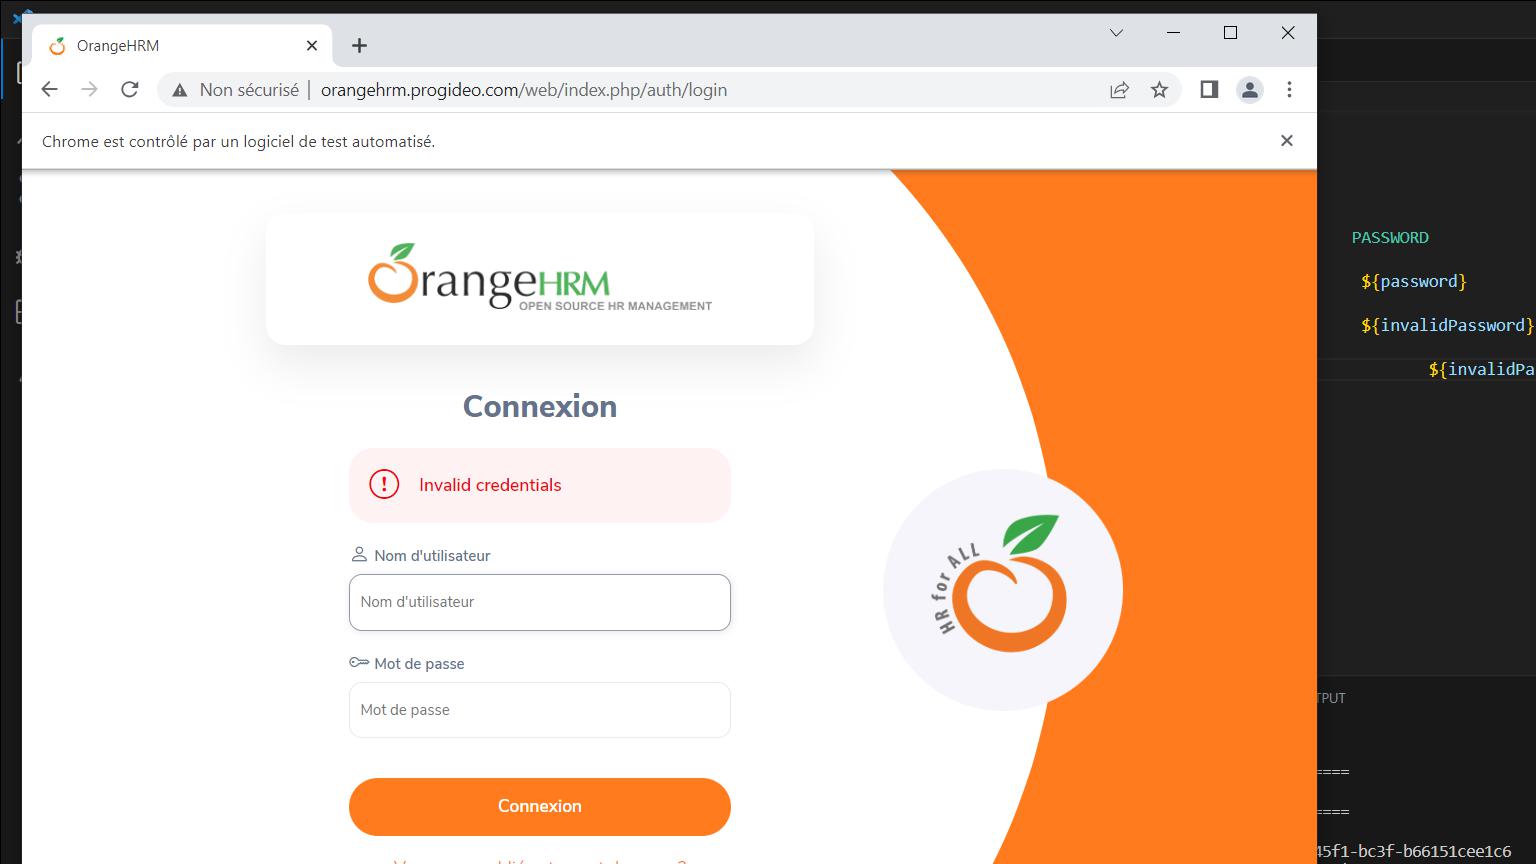 OrangeHRM
Non sécurisé
orangehrm.progideo.com/web/index.php/auth/login
Chrome est contrôlé par un logiciel de test automatisé.
OrangeHRM
OPEN SOURCE HR MANAGEMENT
Connexion
Invalid credentials
Nom d'utilisateur
Nom d'utilisateur
Mot de passe
Mot de passe
Connexion
HR for ALL
PASSWORD
${password}
${invalidPassword}
${invalidPa
TPUT
====
====
45f1-bc3f-b66151cee1c6